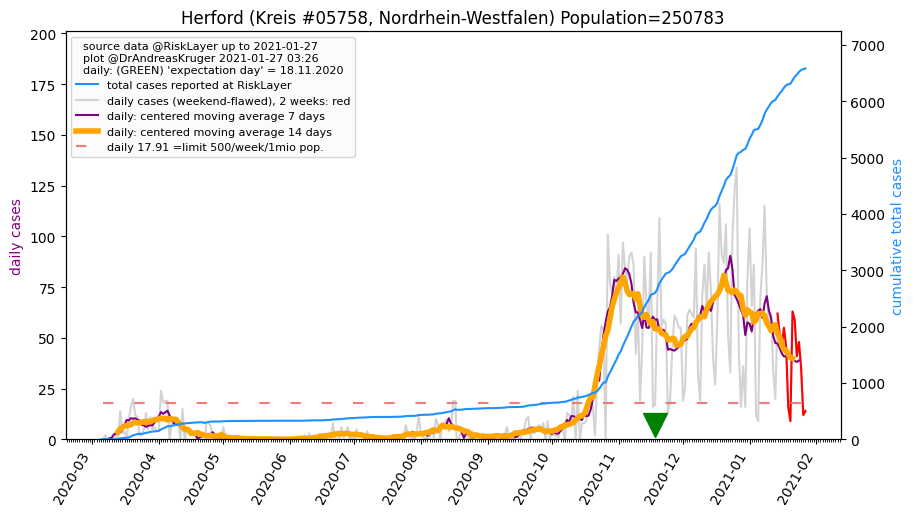 Herford (Kreis #05758, Nordrhein-Westfalen) Population=250783
source data @RiskLayer up to 2021-01-27
plot @DrAndreasKruger 2021-01-27 03:26
daily: (GREEN) 'expectation day' = 18.11.2020
total cases reported at RiskLayer
daily cases (weekend-flawed), 2 weeks: red
daily: centered moving average 7 days
daily: centered moving average 14 days
daily 17.91 =limit 500/week/1mio pop.
daily cases
200
175
150
125
100
75
50
25
0
cumulative total cases
7000
6000
5000
4000
3000
2000
1000
0
2020-03
2020-04
2020-05
2020-06
2020-07
2020-08
2020-09
2020-10
2020-11
2020-12
2021-01
2021-02